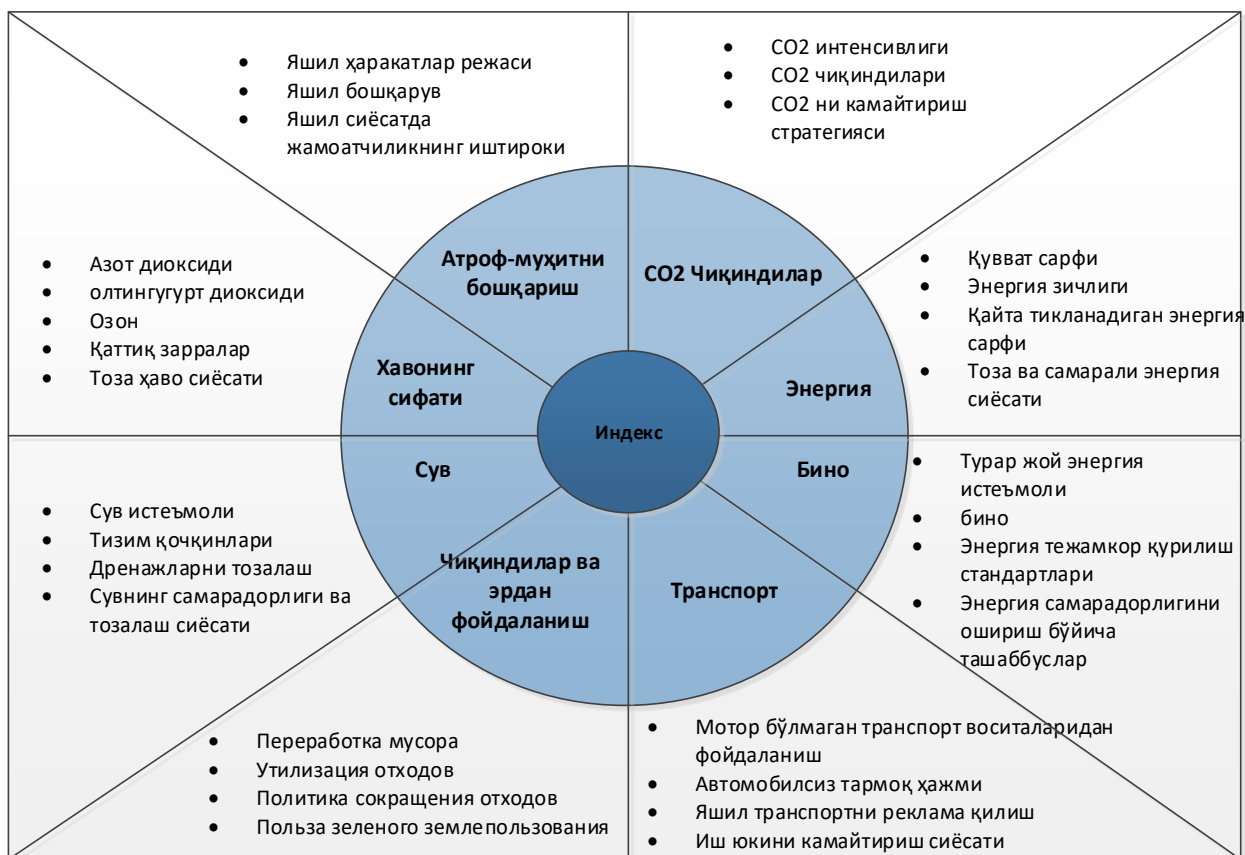 • Яшил ҳаракатлар режаси
• Яшил бошқарув
• Яшил сиёсатда
жамоатчиликнинг иштироки
• CO2 интенсивлиги
• CO2 чиқиндилари
• CO2 ни камайтириш
стратегияси
Атроф-муҳитни
бошқариш
CO2 Чиқиндилар
• Азот диоксиди
• олтингугурт диоксиди
• Озон
• Қаттиқ зарралар
• Тоза ҳаво сиёсати
Хавонинг
сифати
Энергия
• Қувват сарфи
• Энергия зичлиги
• Қайта тикланадиган энергия
сарфи
• Тоза ва самарали энергия
сиёсати
Индекс
• Сув истеъмоли
• Тизим қочқинлари
• Дренажларни тозалаш
• Сувнинг самарадорлиги ва
тозалаш сиёсати
Сув
Бино
• Турар жой энергия
истеъмоли
• бино
• Энергия тежамкор қурилиш
стандартлари
• Энергия самарадорлигини
ошириш бўйича
ташаббуслар
Чиқиндилар ва
эрдан
фойдаланиш
Транспорт
• Переработка мусора
• Утилизация отходов
• Политика сокращения отходов
• Польза зеленого землепользования
• Мотор бўлмаган транспорт воситаларидан
фойдаланиш
• Автомобилсиз тармоқ ҳажми
• Яшил транспортни реклама қилиш
• Иш юкини камайтириш сиёсати